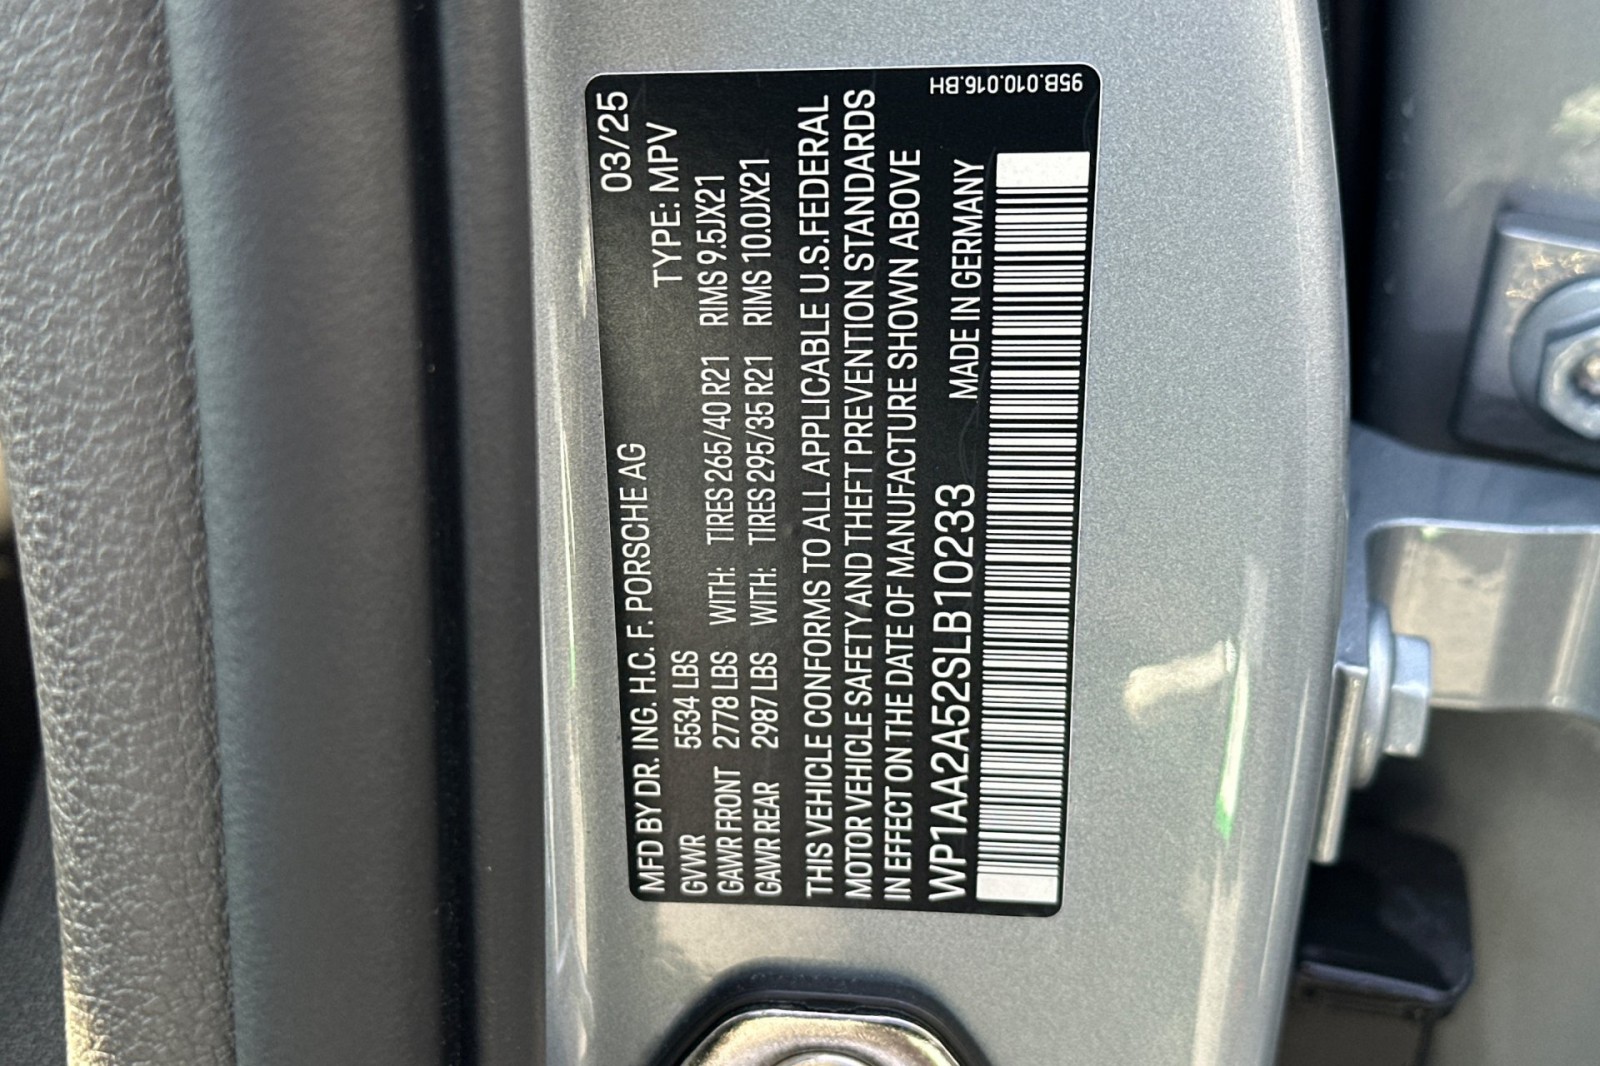 03/25
MFD BY DR. ING. H.C. F. PORSCHE AG
TYPE: MPV
GVWR 5534 LBS
GAWR FRONT 2778 LBS WITH: TIRES 265/40 R21 RIMS 9.5JX21
GAWR REAR 2987 LBS WITH: TIRES 295/35 R21 RIMS 10.0JX21
THIS VEHICLE CONFORMS TO ALL APPLICABLE U.S. FEDERAL
MOTOR VEHICLE SAFETY AND THEFT PREVENTION STANDARDS
IN EFFECT ON THE DATE OF MANUFACTURE SHOWN ABOVE
WP1AA2A52SLB10233 MADE IN GERMANY
95B.010.016.BH